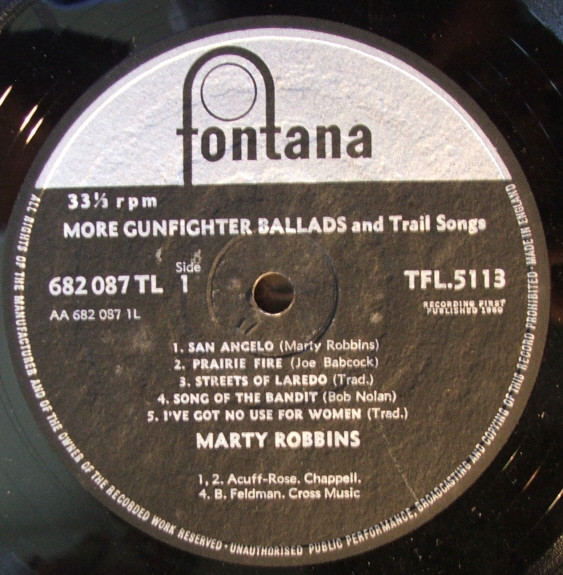 fontana
33⅓ rpm
MORE GUNFIGHTER BALLADS and Trail Songs
682 087 TL
Side
1
TFL.5113
AA 682 087 1L
RECORDING FIRST
PUBLISHED 1960
1. SAN ANGELO (Marty Robbins)
2. PRAIRIE FIRE (Joe Babcock)
3. STREETS OF LAREDO (Trad.)
4. SONG OF THE BANDIT (Bob Nolan)
5. I'VE GOT NO USE FOR WOMEN (Trad.)
MARTY ROBBINS
1, 2. Acuff-Rose. Chappell.
4. B. Feldman. Cross Music
ALL RIGHTS OF THE MANUFACTURER AND OF THE OWNER OF THE RECORDED WORK RESERVED · UNAUTHORISED PUBLIC PERFORMANCE, BROADCASTING AND COPYING OF THIS RECORD PROHIBITED · MADE IN ENGLAND